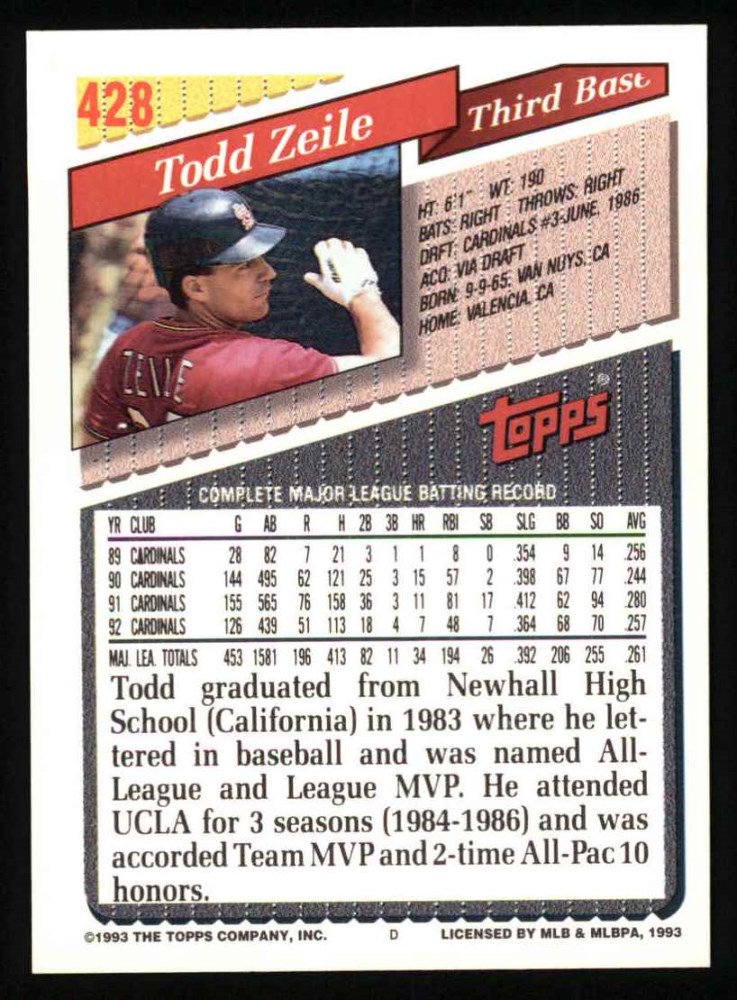 428
Todd Zeile
Third Base
HT: 6'1" WT: 190
BATS: RIGHT THROWS: RIGHT
DRFT: CARDINALS #3-JUNE, 1986
ACQ: VIA DRAFT
BORN: 9-9-65, VAN NUYS, CA
HOME: VALENCIA, CA
ZEILE
Topps®
COMPLETE MAJOR LEAGUE BATTING RECORD
YR CLUB G AB R H 2B 3B HR RBI SB SLG BB SO AVG
89 CARDINALS 28 82 7 21 3 1 1 8 0 .354 9 14 .256
90 CARDINALS 144 495 62 121 25 3 15 57 2 .398 67 77 .244
91 CARDINALS 155 565 76 158 36 3 11 81 17 .412 62 94 .280
92 CARDINALS 126 439 51 113 18 4 7 48 7 .364 68 70 .257
MAJ. LEA. TOTALS 453 1581 196 413 82 11 34 194 26 .392 206 255 .261
Todd graduated from Newhall High
School (California) in 1983 where he let-
tered in baseball and was named All-
League and League MVP. He attended
UCLA for 3 seasons (1984-1986) and was
accorded Team MVP and 2-time All-Pac 10
honors.
©1993 THE TOPPS COMPANY, INC. D LICENSED BY MLB & MLBPA, 1993